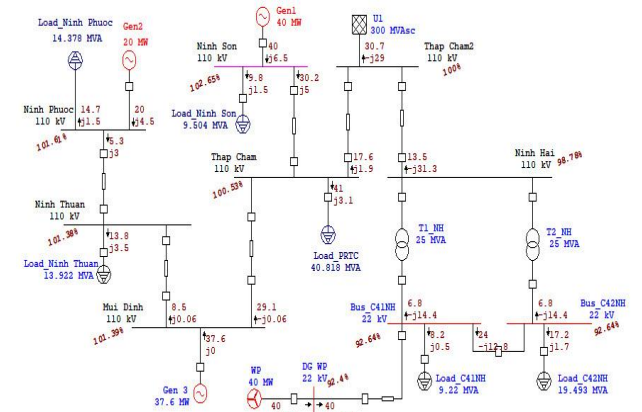 Load_Ninh Phuoc
14.378 MVA
Gen2
20 MW
Gen1
40 MW
U1
300 MVAsc
Ninh Son
110 kV
102.65%
40
j6.5
30.7
-j29
Thap Cham2
110 kV
100%
9.8
j1.5
30.2
j5
Load_Ninh Son
9.504 MVA
Ninh Phuoc
110 kV
101.61%
14.7
j1.5
20
j4.5
5.3
j3
Thap Cham
110 kV
100.53%
17.6
j1.9
13.5
-j31.3
Ninh Hai
110 kV
98.78%
41
j3.1
Load_PRTC
40.818 MVA
Ninh Thuan
110 kV
101.38%
13.8
j3.5
Load_Ninh Thuan
13.922 MVA
T1_NH
25 MVA
T2_NH
25 MVA
Mui Dinh
110 kV
101.39%
8.5
j0.06
29.1
-j0.06
37.6
j0
Gen 3
37.6 MW
Bus_C41NH
22 kV
92.64%
6.8
j14.4
8.2
j0.5
24
-j12.8
6.8
j14.4
Bus_C42NH
22 kV
92.64%
17.2
j1.7
Load_C41NH
9.22 MVA
Load_C42NH
19.493 MVA
WP
40 MW
DG WP
22 kV
92.4%
40
40